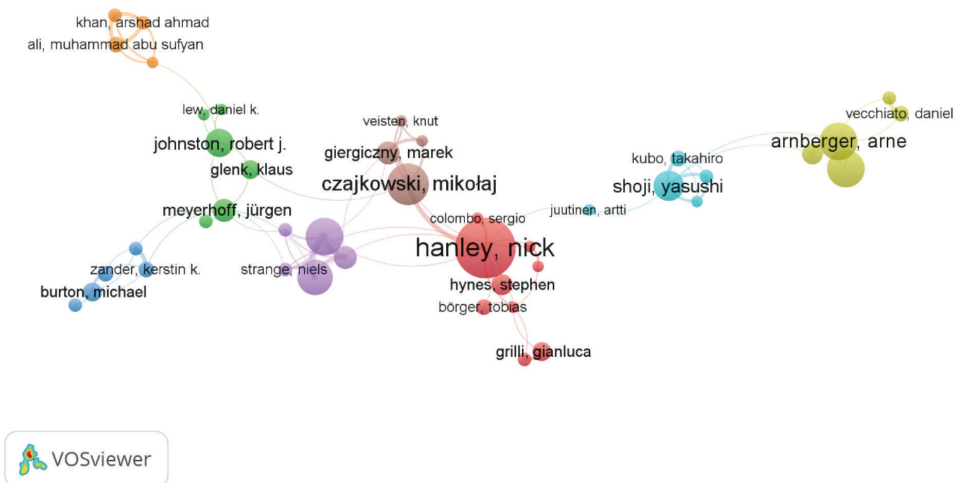 khan, arshad ahmad
ali, muhammad abu sufyan
lew, daniel k.
johnston, robert j.
glenk, klaus
meyerhoff, jürgen
zander, kerstin k.
burton, michael
strange, niels
veisten, knut
giergiczny, marek
czajkowski, mikołaj
colombo, sergio
hanley, nick
hynes, stephen
börger, tobias
grilli, gianluca
juutinen, artti
kubo, takahiro
shoji, yasushi
vecchiato, daniel
arnberger, arne
VOSviewer